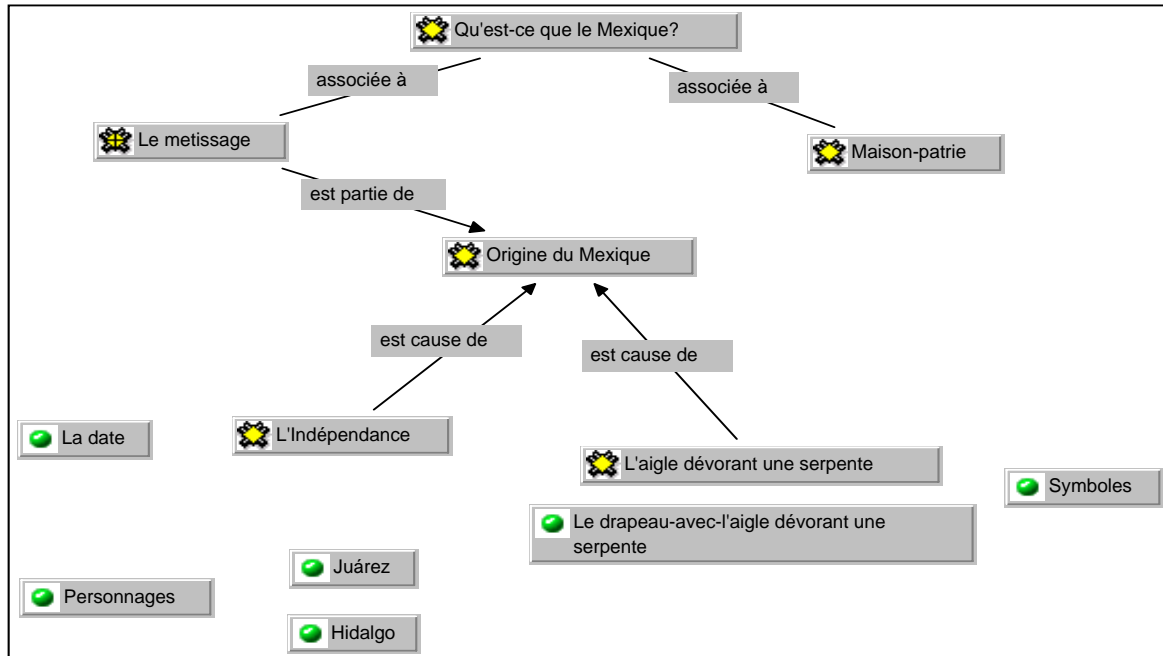 Qu'est-ce que le Mexique?
associée à
associée à
Le metissage
Maison-patrie
est partie de
Origine du Mexique
est cause de
est cause de
La date
L'Indépendance
L'aigle dévorant une serpente
Symboles
Le drapeau-avec-l'aigle dévorant une
serpente
Juárez
Personnages
Hidalgo